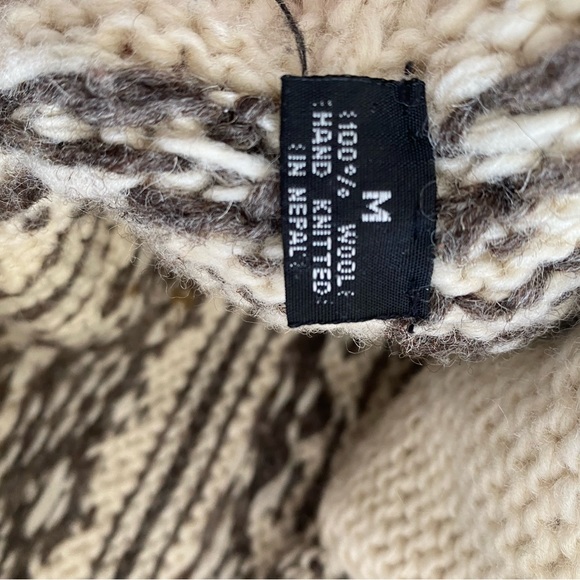 M
100% WOOL
HAND KNITTED
IN NEPAL